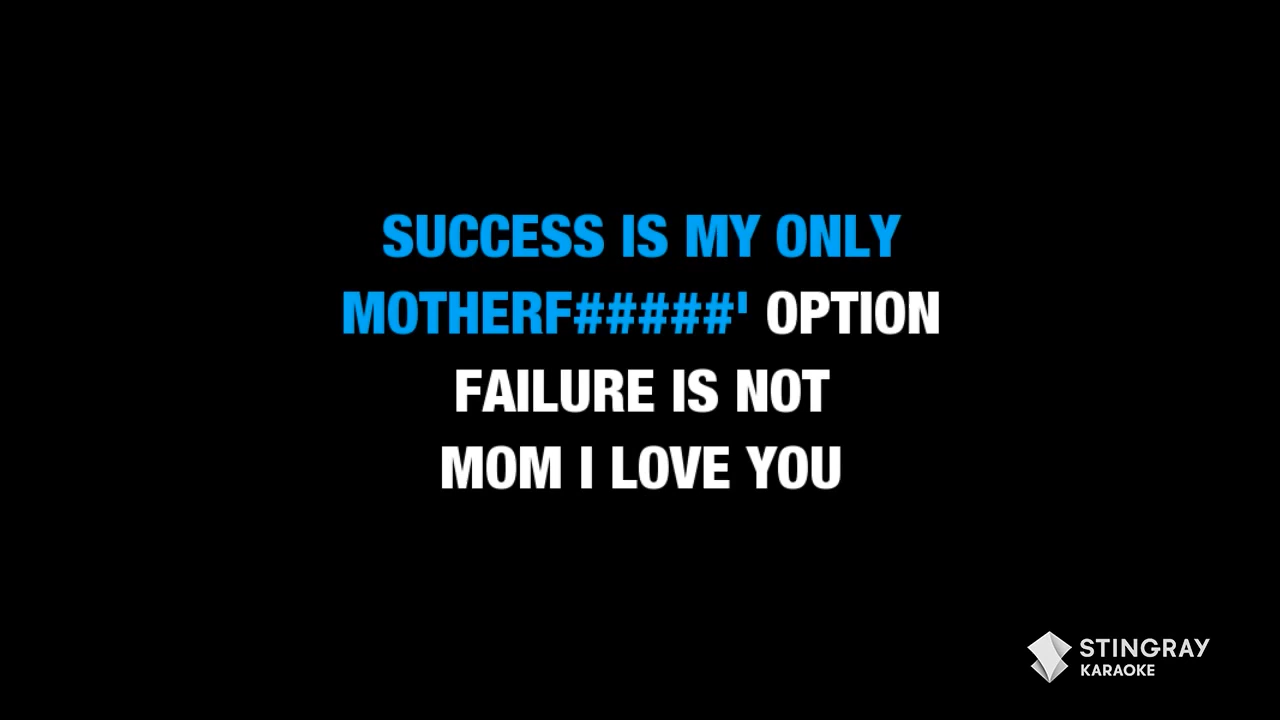 SUCCESS IS MY ONLY
MOTHERF#####' OPTION
FAILURE IS NOT
MOM I LOVE YOU
STINGRAY
KARAOKE